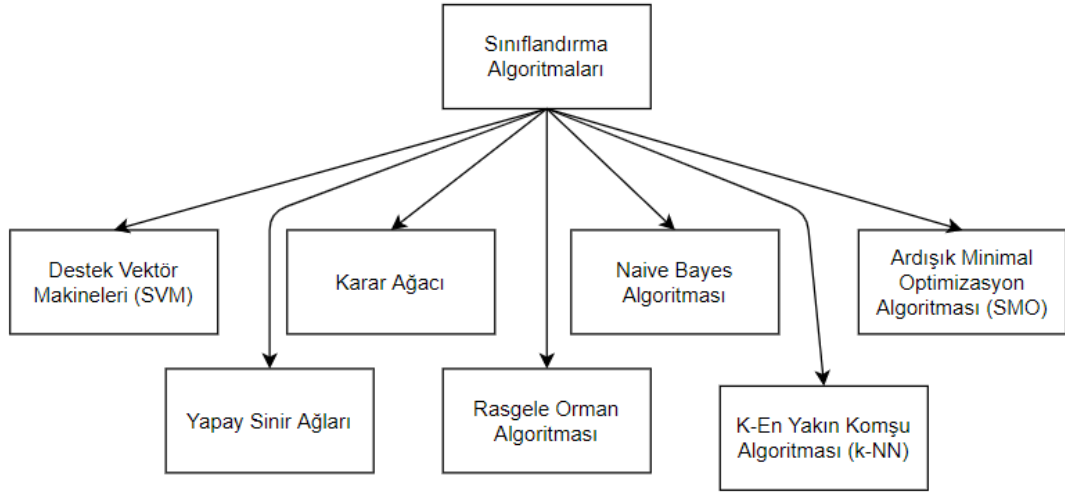 Sınıflandırma
Algoritmaları
Destek Vektör
Makineleri (SVM)
Karar Ağacı
Naive Bayes
Algoritması
Ardışık Minimal
Optimizasyon
Algoritması (SMO)
Yapay Sinir Ağları
Rasgele Orman
Algoritması
K-En Yakın Komşu
Algoritması (k-NN)